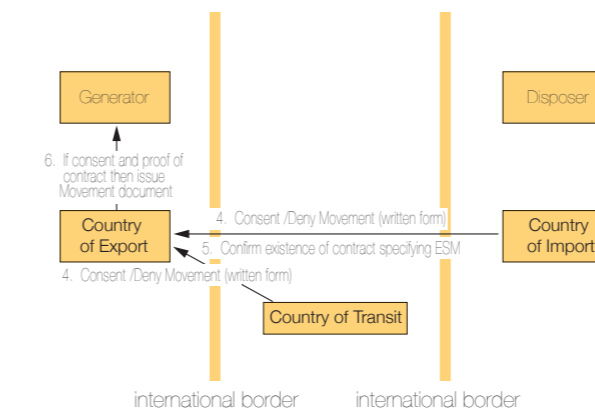 Generator
Disposer
6. If consent and proof of
contract then issue
Movement document
Country
of Export
4. Consent /Deny Movement (written form)
5. Confirm existence of contract specifying ESM
Country
of Import
4. Consent /Deny Movement (written form)
Country of Transit
international border
international border